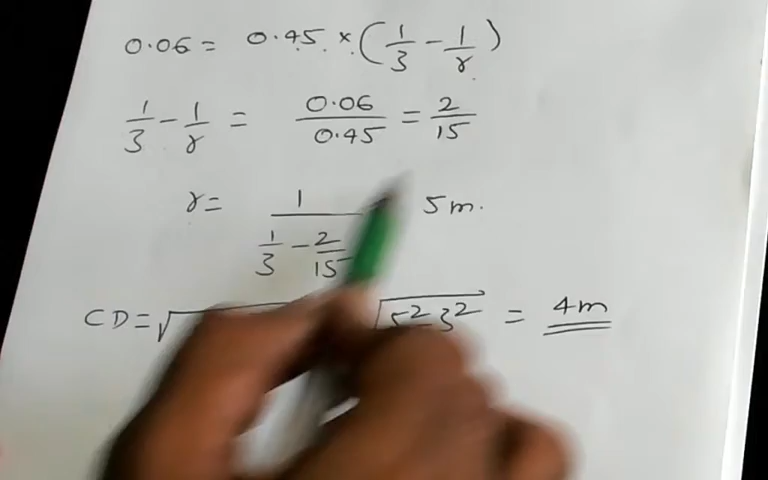 0.06 = 0.45 × (1/3 - 1/r)
1/3 - 1/r = 0.06/0.45 = 2/15
r = 1/(1/3 - 2/15) 5m.
CD = √ √5² 3² = 4m